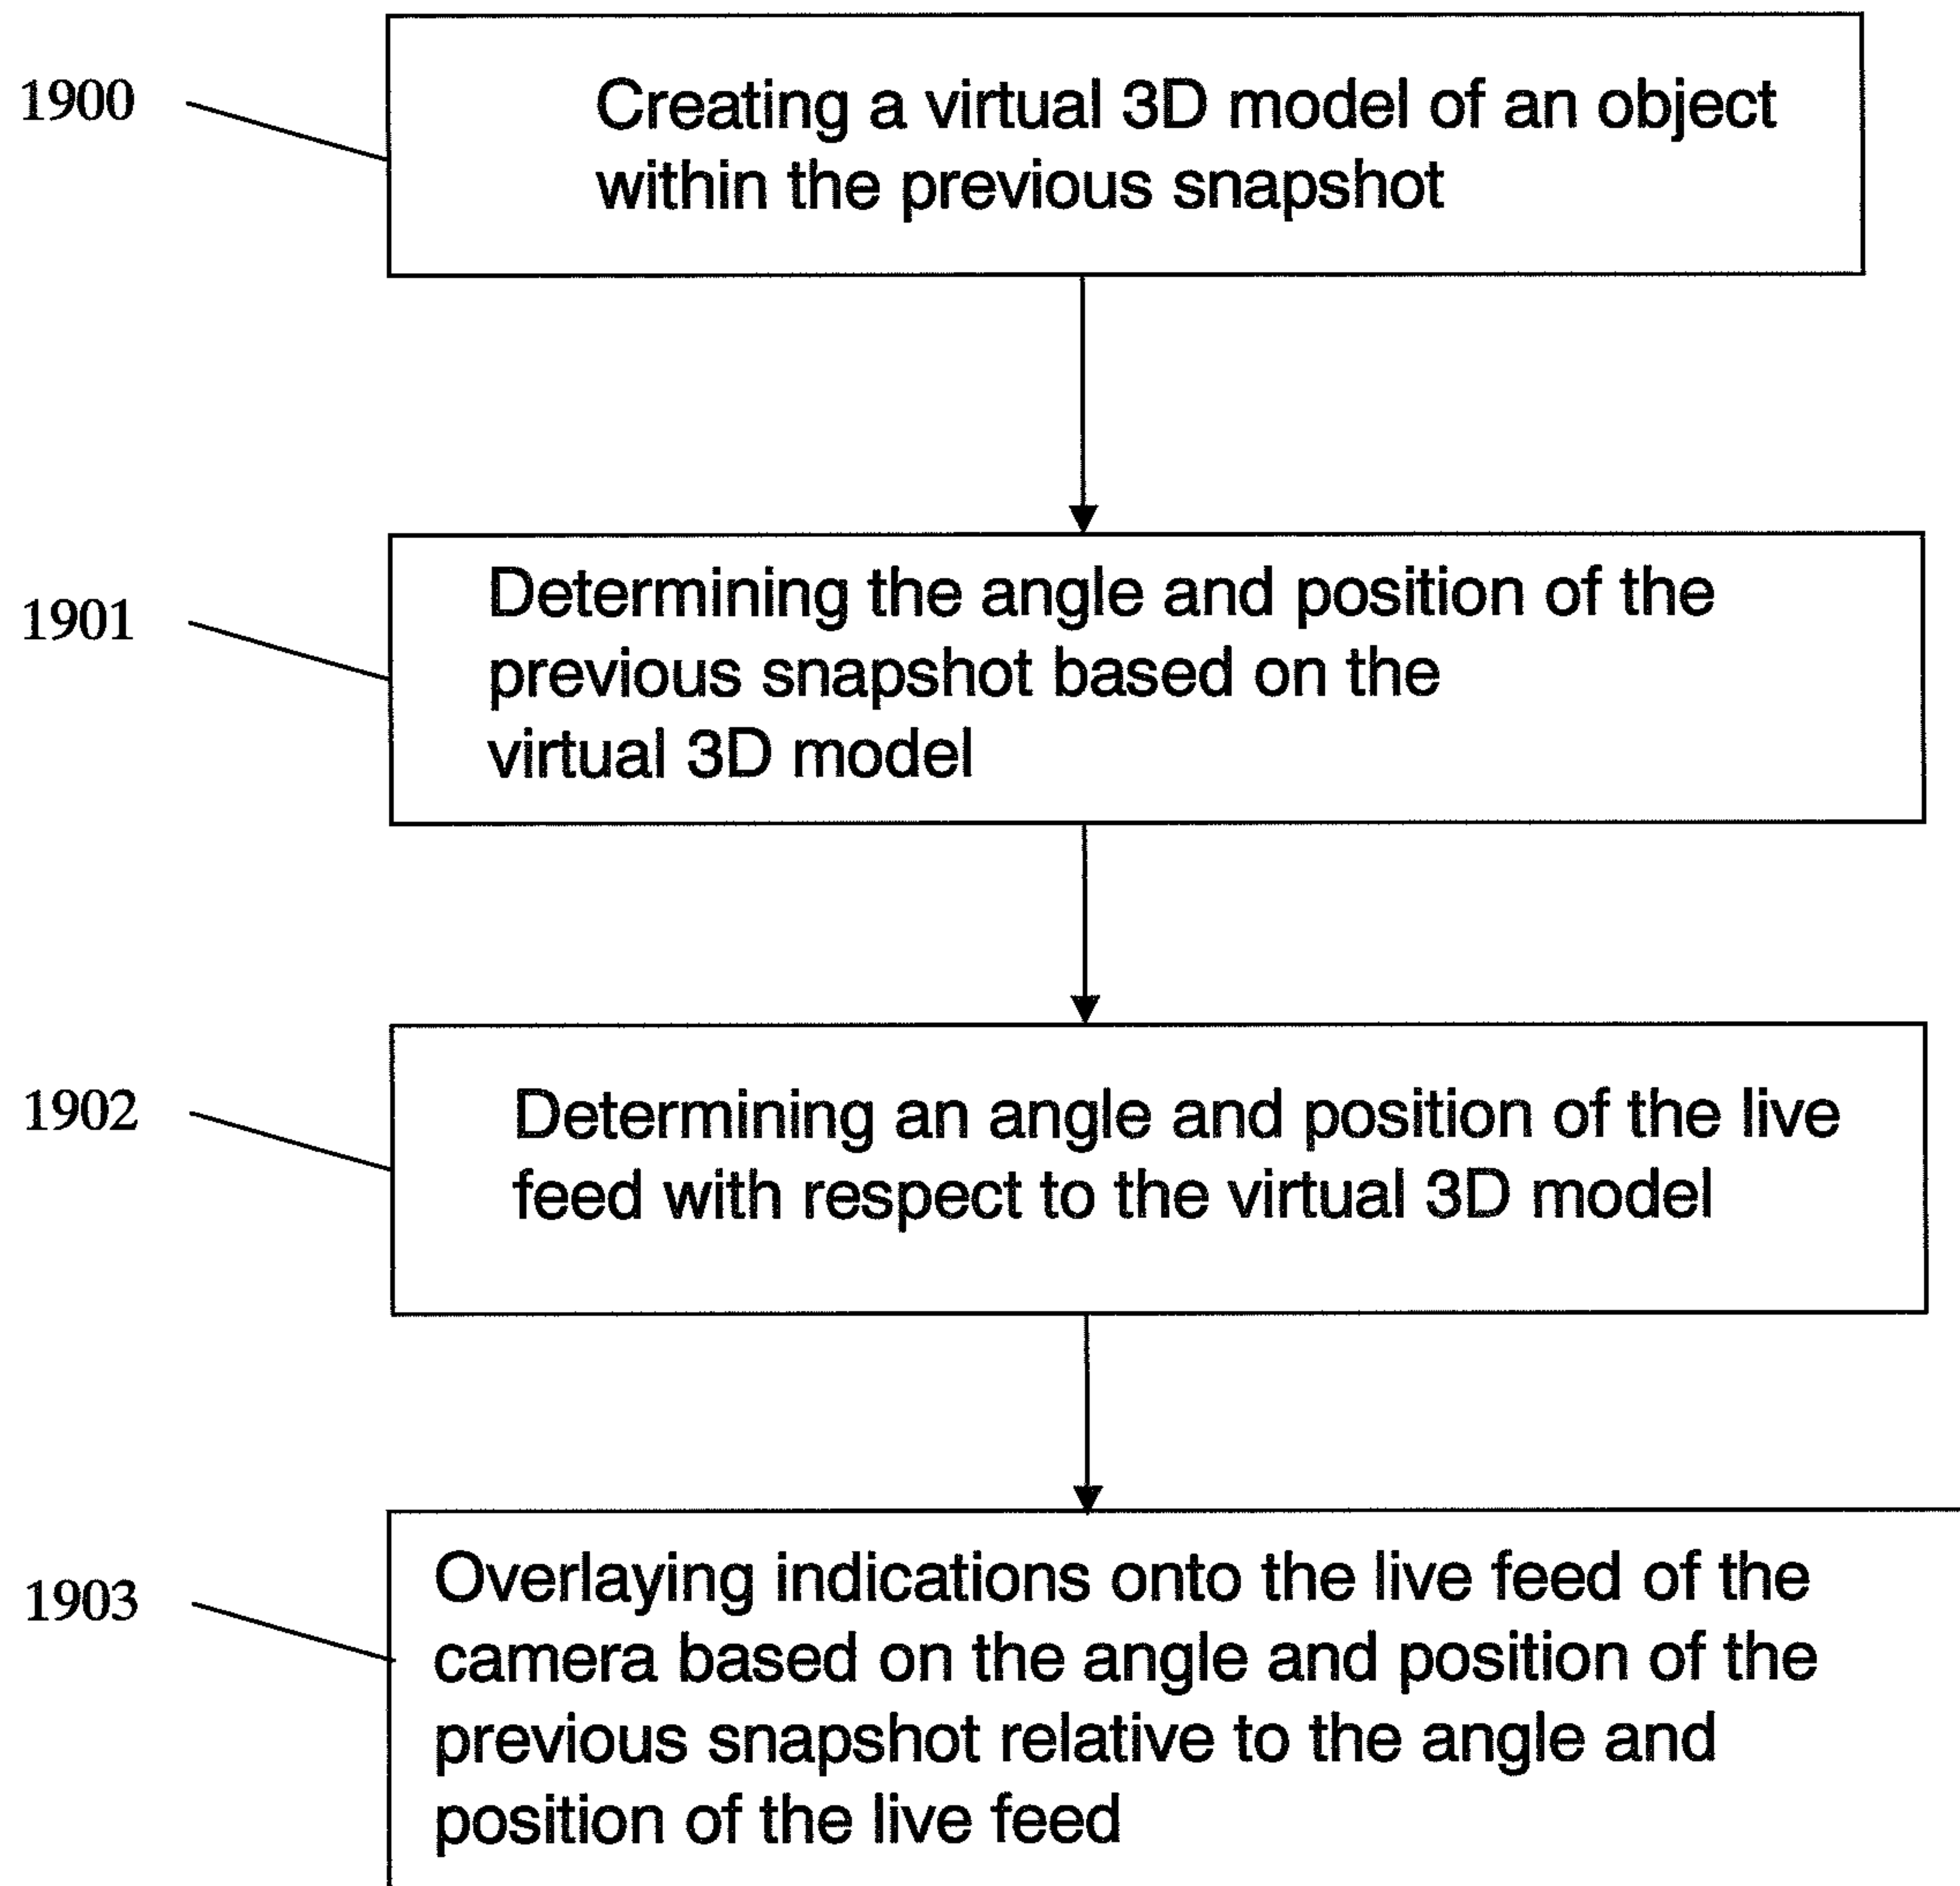 1900
Creating a virtual 3D model of an object
within the previous snapshot
1901
Determining the angle and position of the
previous snapshot based on the
virtual 3D model
1902
Determining an angle and position of the live
feed with respect to the virtual 3D model
1903
Overlaying indications onto the live feed of the
camera based on the angle and position of the
previous snapshot relative to the angle and
position of the live feed